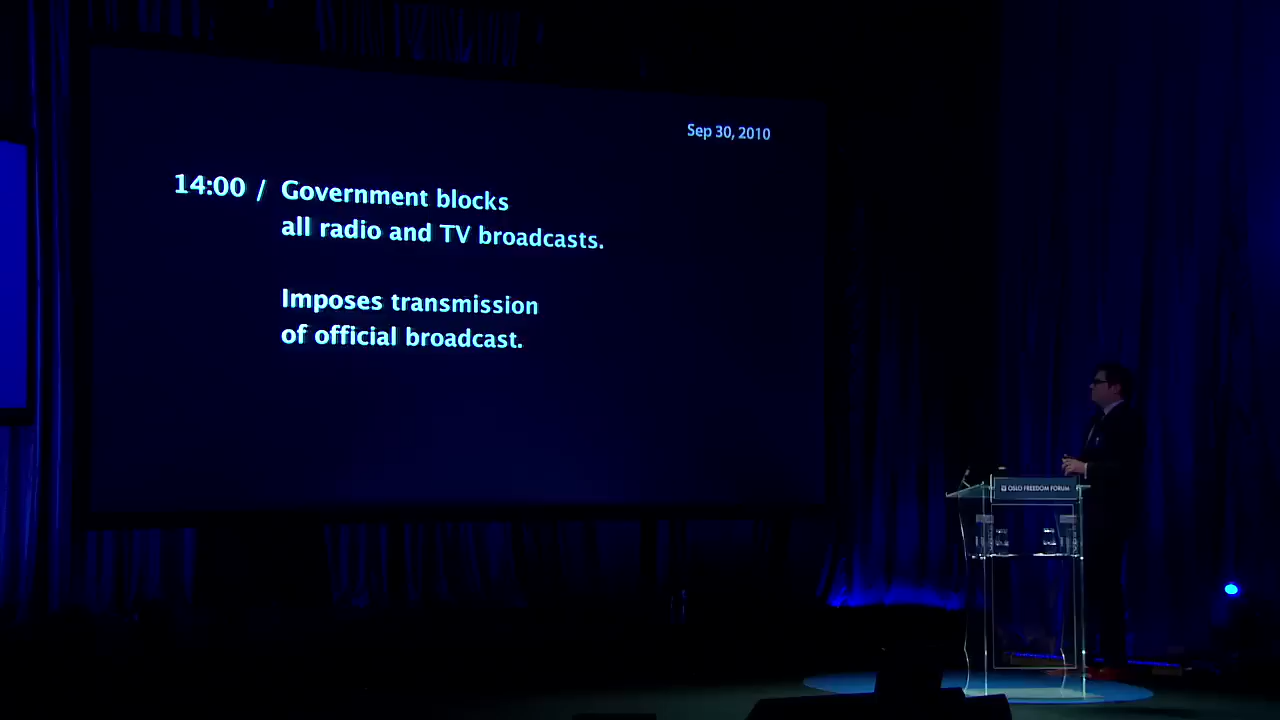 Sep 30, 2010
14:00 / Government blocks
all radio and TV broadcasts.
Imposes transmission
of official broadcast.
OSLO FREEDOM FORUM